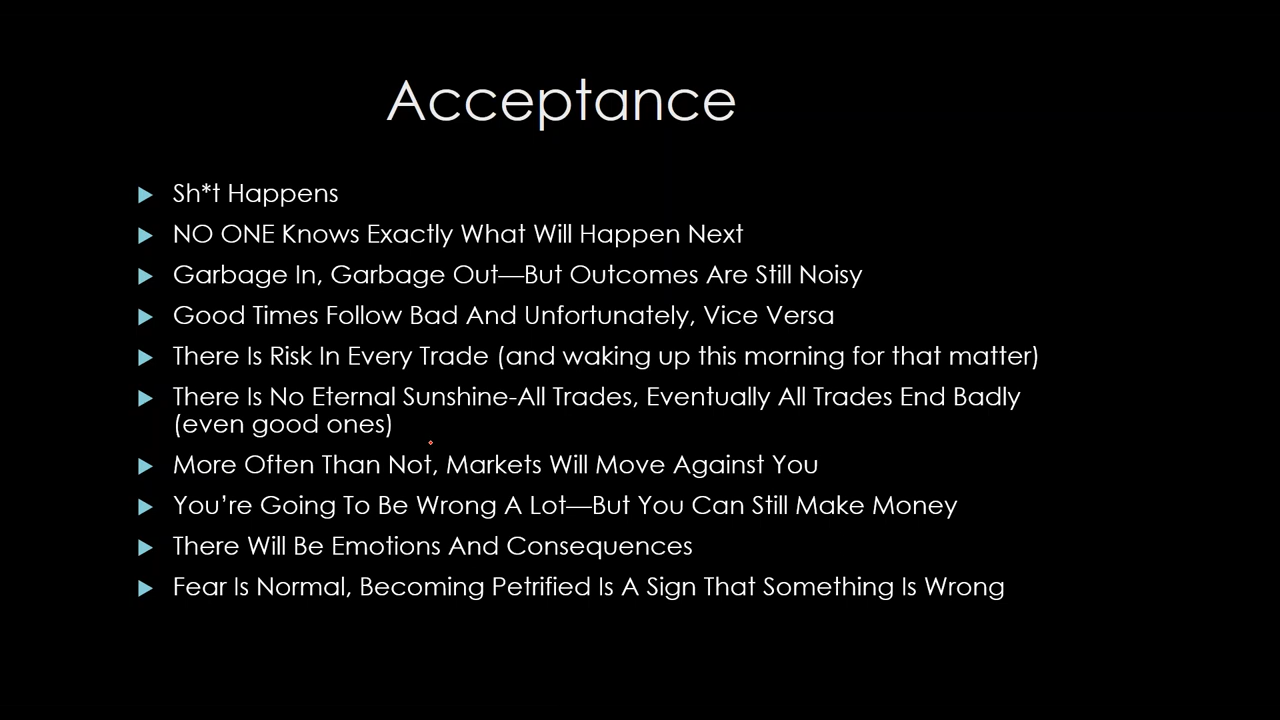 Acceptance
Sh*t Happens
NO ONE Knows Exactly What Will Happen Next
Garbage In, Garbage Out—But Outcomes Are Still Noisy
Good Times Follow Bad And Unfortunately, Vice Versa
There Is Risk In Every Trade (and waking up this morning for that matter)
There Is No Eternal Sunshine-All Trades, Eventually All Trades End Badly
(even good ones)
More Often Than Not, Markets Will Move Against You
You’re Going To Be Wrong A Lot—But You Can Still Make Money
There Will Be Emotions And Consequences
Fear Is Normal, Becoming Petrified Is A Sign That Something Is Wrong